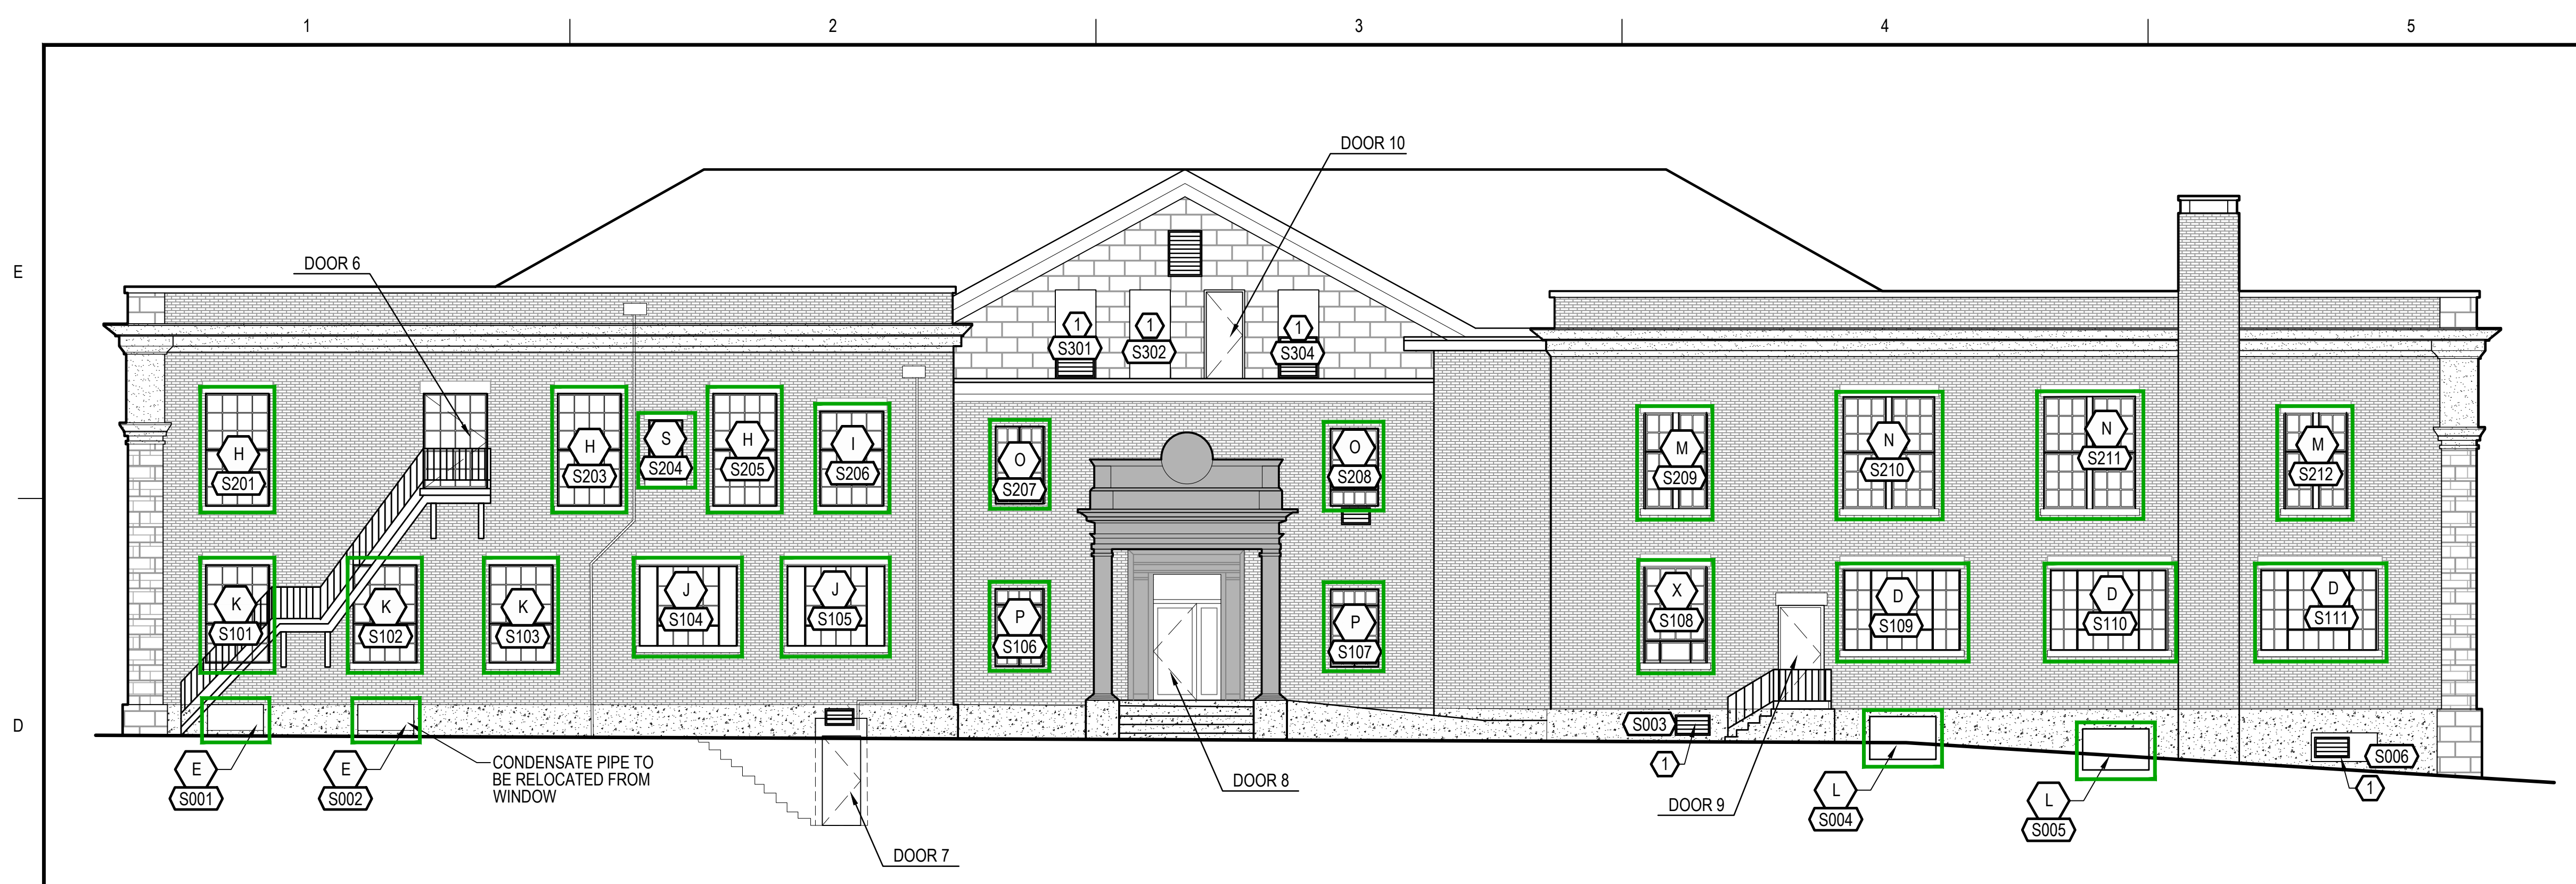 1 2 3 4 5
DOOR 10
E
DOOR 6
1 1 1
S301 S302 S304
H H S H I O O M N N M
S201 S203 S204 S205 S206 S207 S208 S209 S210 S211 S212
K K K J J P P X D D D
S101 S102 S103 S104 S105 S106 S107 S108 S109 S110 S111
D
S003 S006
1 1
E E
S001 S002
CONDENSATE PIPE TO
BE RELOCATED FROM
WINDOW
DOOR 8
DOOR 9
L L
S004 S005
DOOR 7